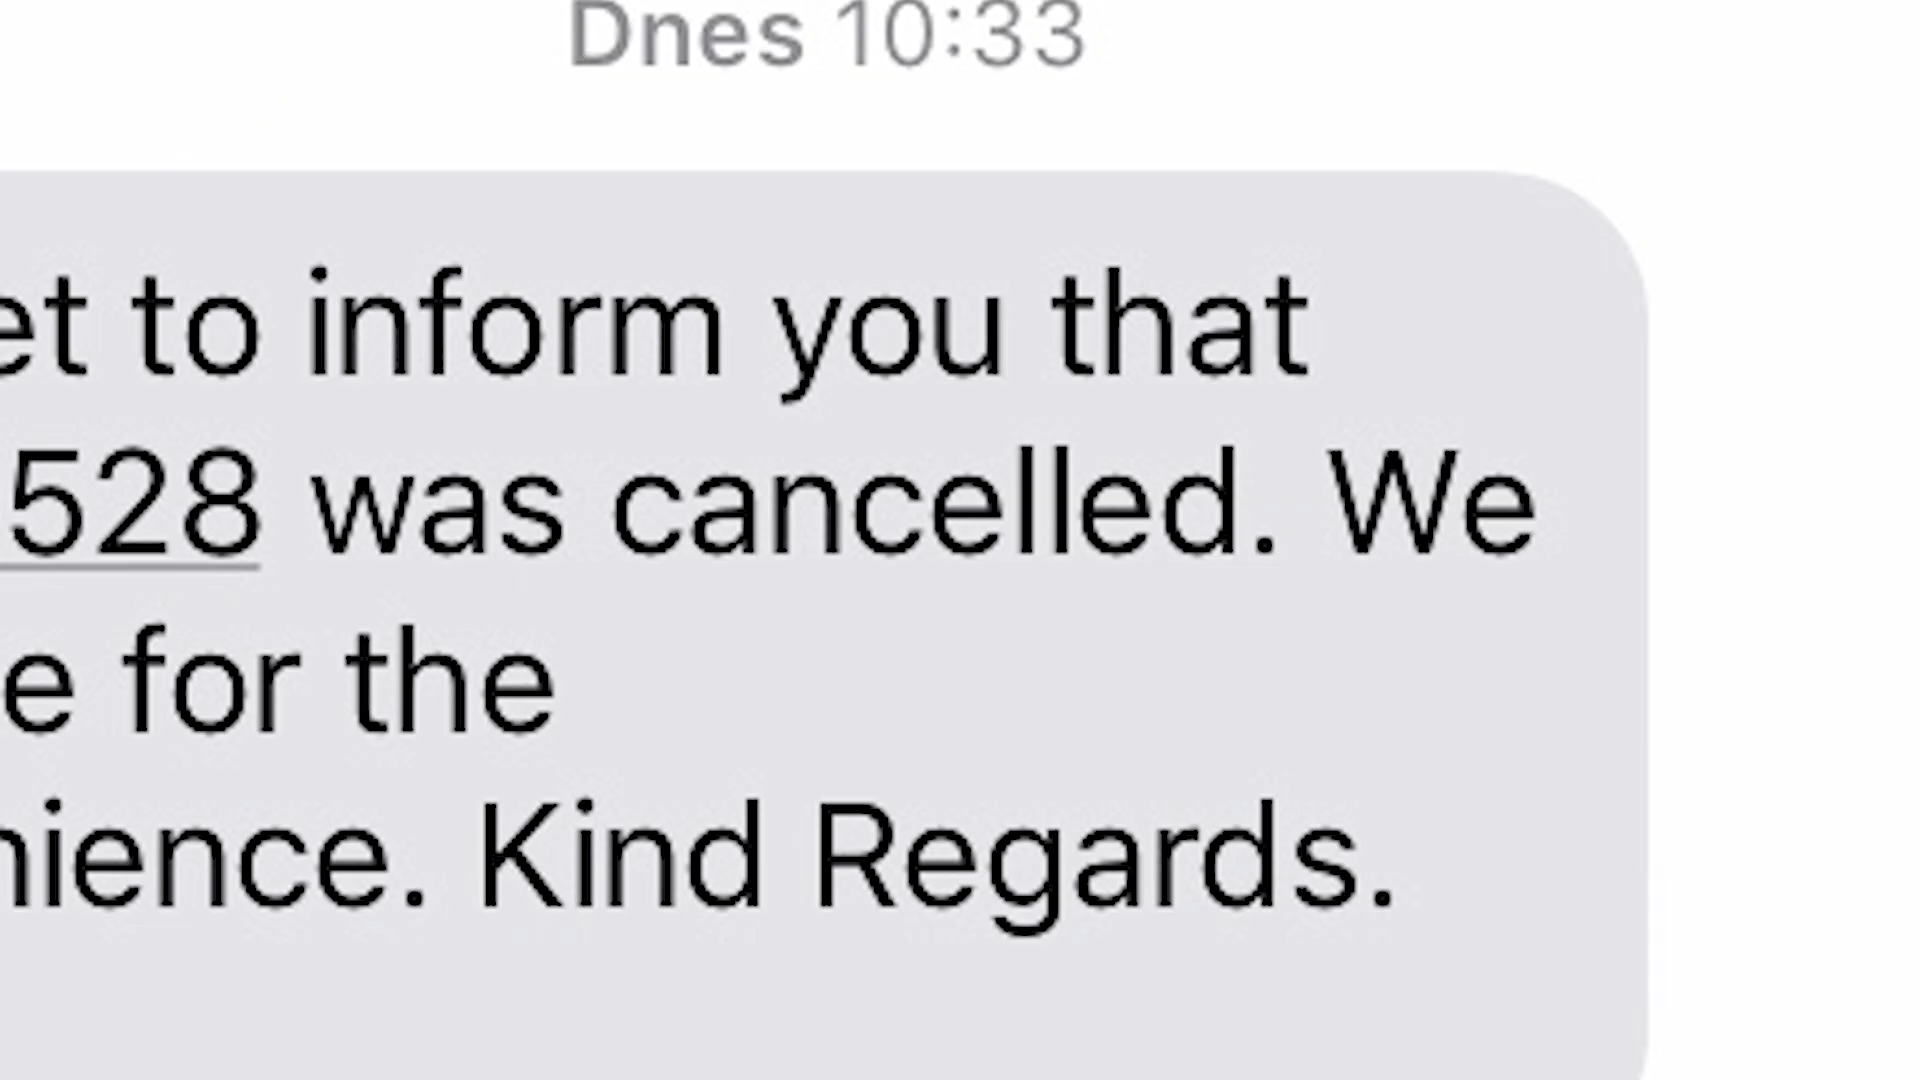 Dnes 10:33
et to inform you that
528 was cancelled. We
e for the
nience. Kind Regards.